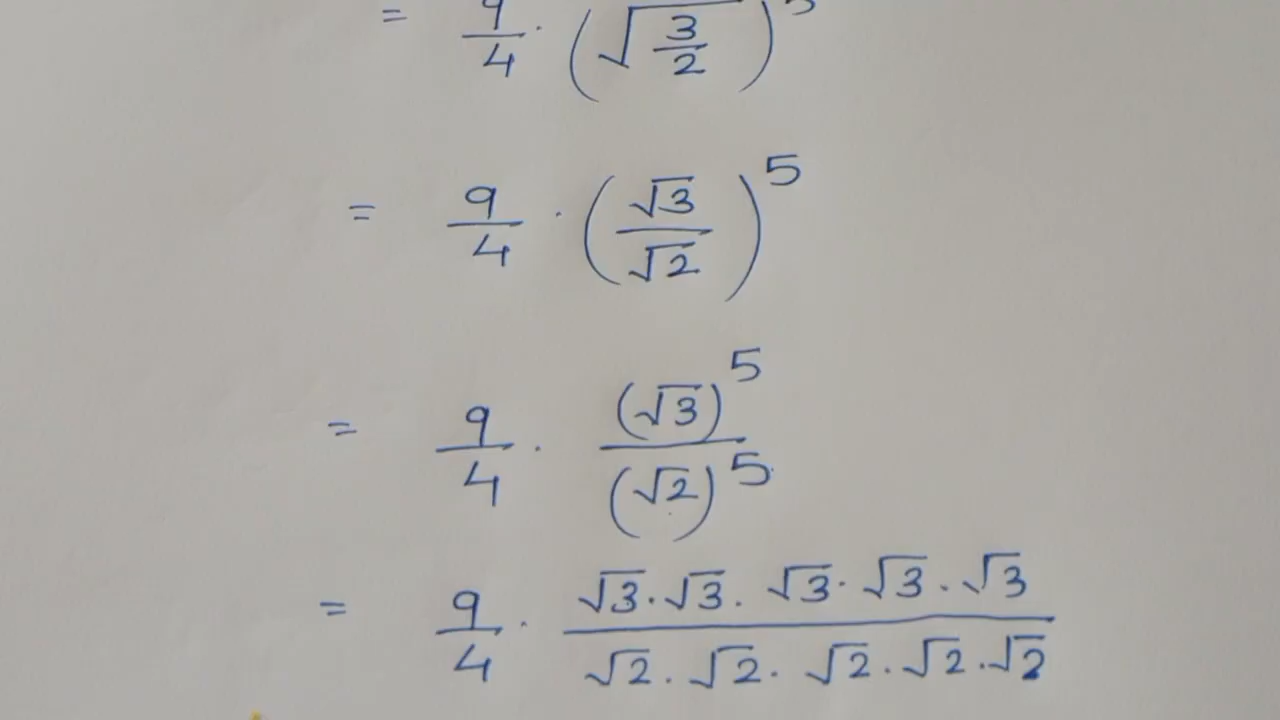 = 9/4 · (√(3/2))^5
= 9/4 · (√3/√2)^5
= 9/4 · (√3)^5/(√2)^5
= 9/4 · √3·√3·√3·√3·√3/√2·√2·√2·√2·√2